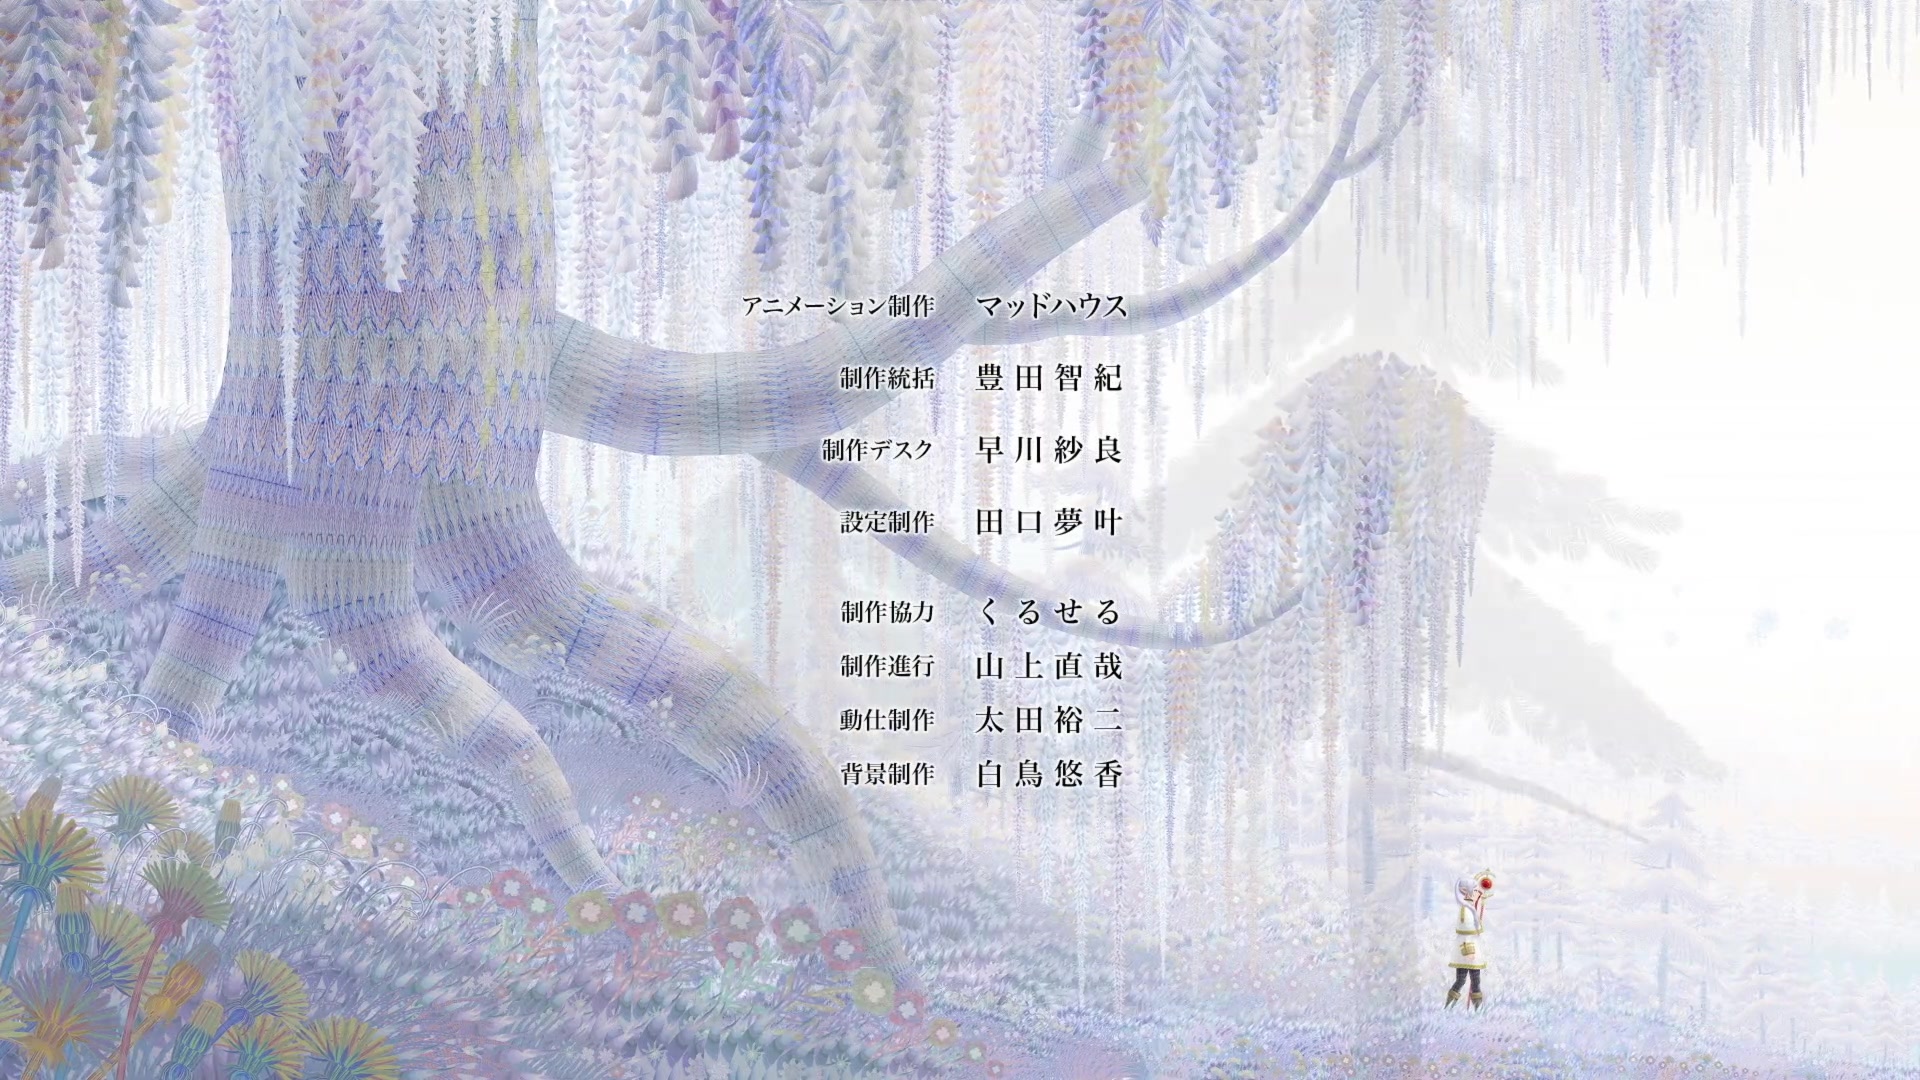 アニメーション制作 マッドハウス
制作統括 豊田智紀
制作デスク 早川紗良
設定制作 田口夢叶
制作協力 くるせる
制作進行 山上直哉
動仕制作 太田裕二
背景制作 白鳥悠香